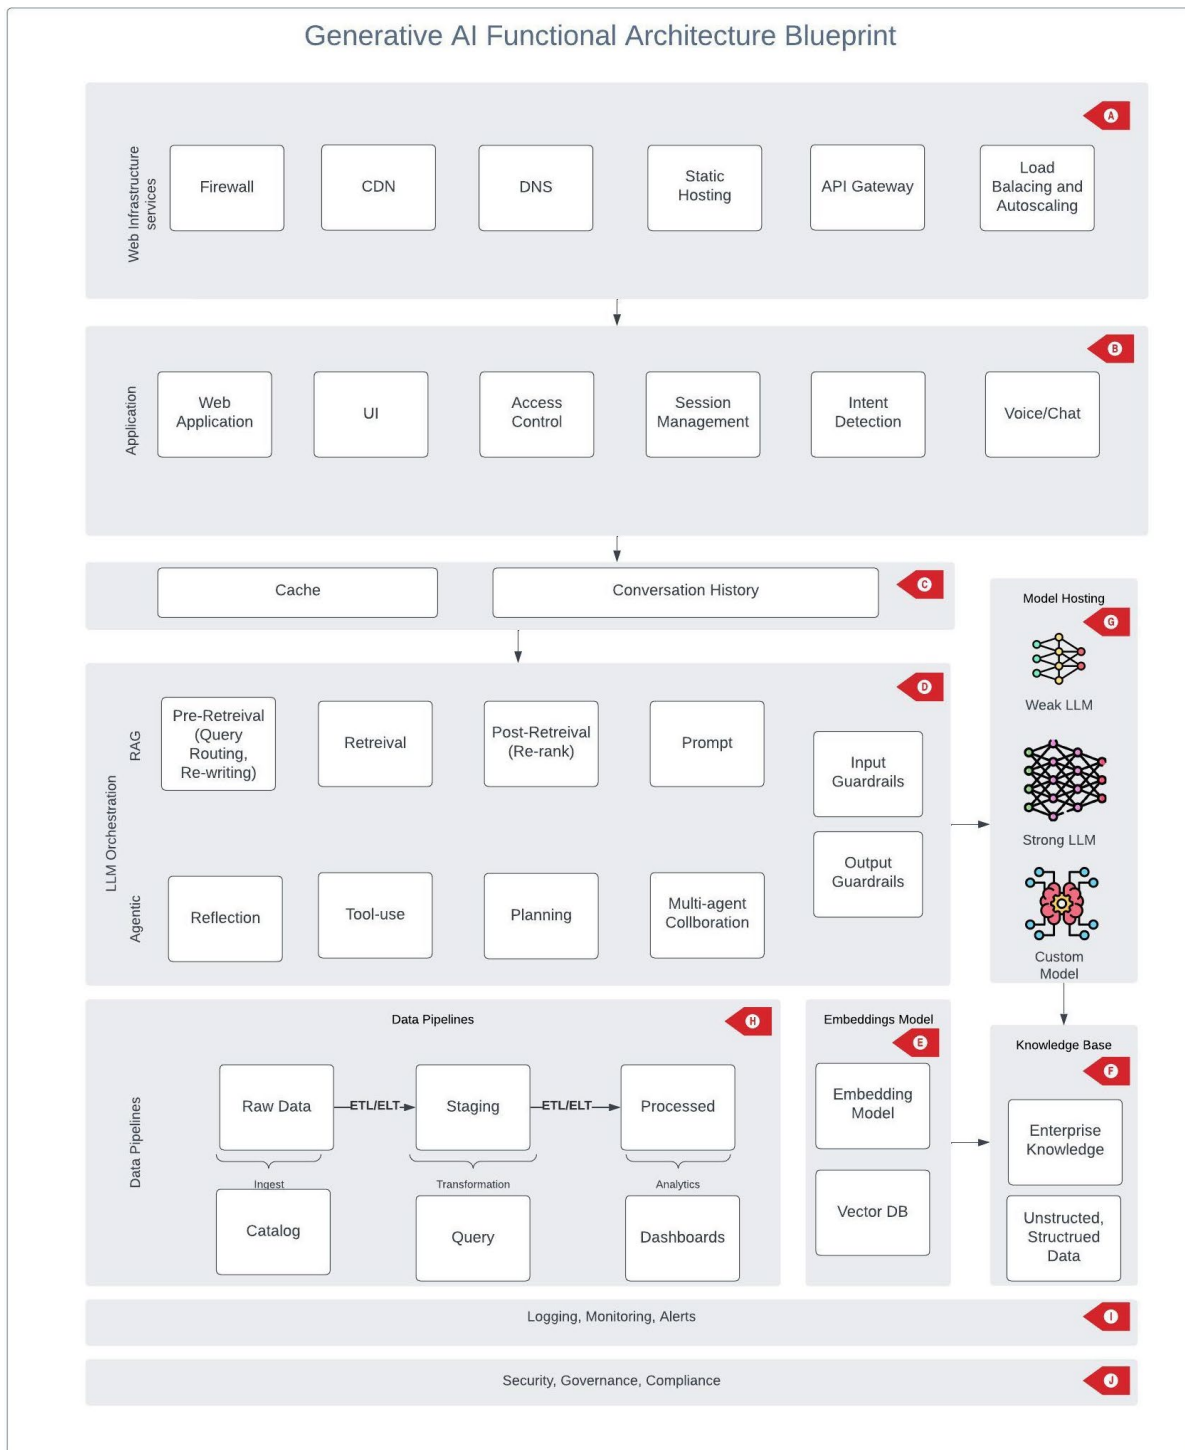 Generative AI Functional Architecture Blueprint
A
Web Infrastructure
services
Firewall
CDN
DNS
Static
Hosting
API Gateway
Load
Balacing and
Autoscaling
B
Application
Web
Application
UI
Access
Control
Session
Management
Intent
Detection
Voice/Chat
Cache
Conversation History
C
Model Hosting
G
Weak LLM
Strong LLM
Custom
Model
D
LLM Orchestration
RAG
Pre-Retreival
(Query
Routing,
Re-writing)
Retreival
Post-Retreival
(Re-rank)
Prompt
Input
Guardrails
Output
Guardrails
Agentic
Reflection
Tool-use
Planning
Multi-agent
Collboration
Data Pipelines
H
Data Pipelines
Raw Data
ETL/ELT
Staging
ETL/ELT
Processed
Ingest
Transformation
Analytics
Catalog
Query
Dashboards
Embeddings Model
E
Embedding
Model
Vector DB
Knowledge Base
F
Enterprise
Knowledge
Unstructed,
Structrued
Data
Logging, Monitoring, Alerts
I
Security, Governance, Compliance
J